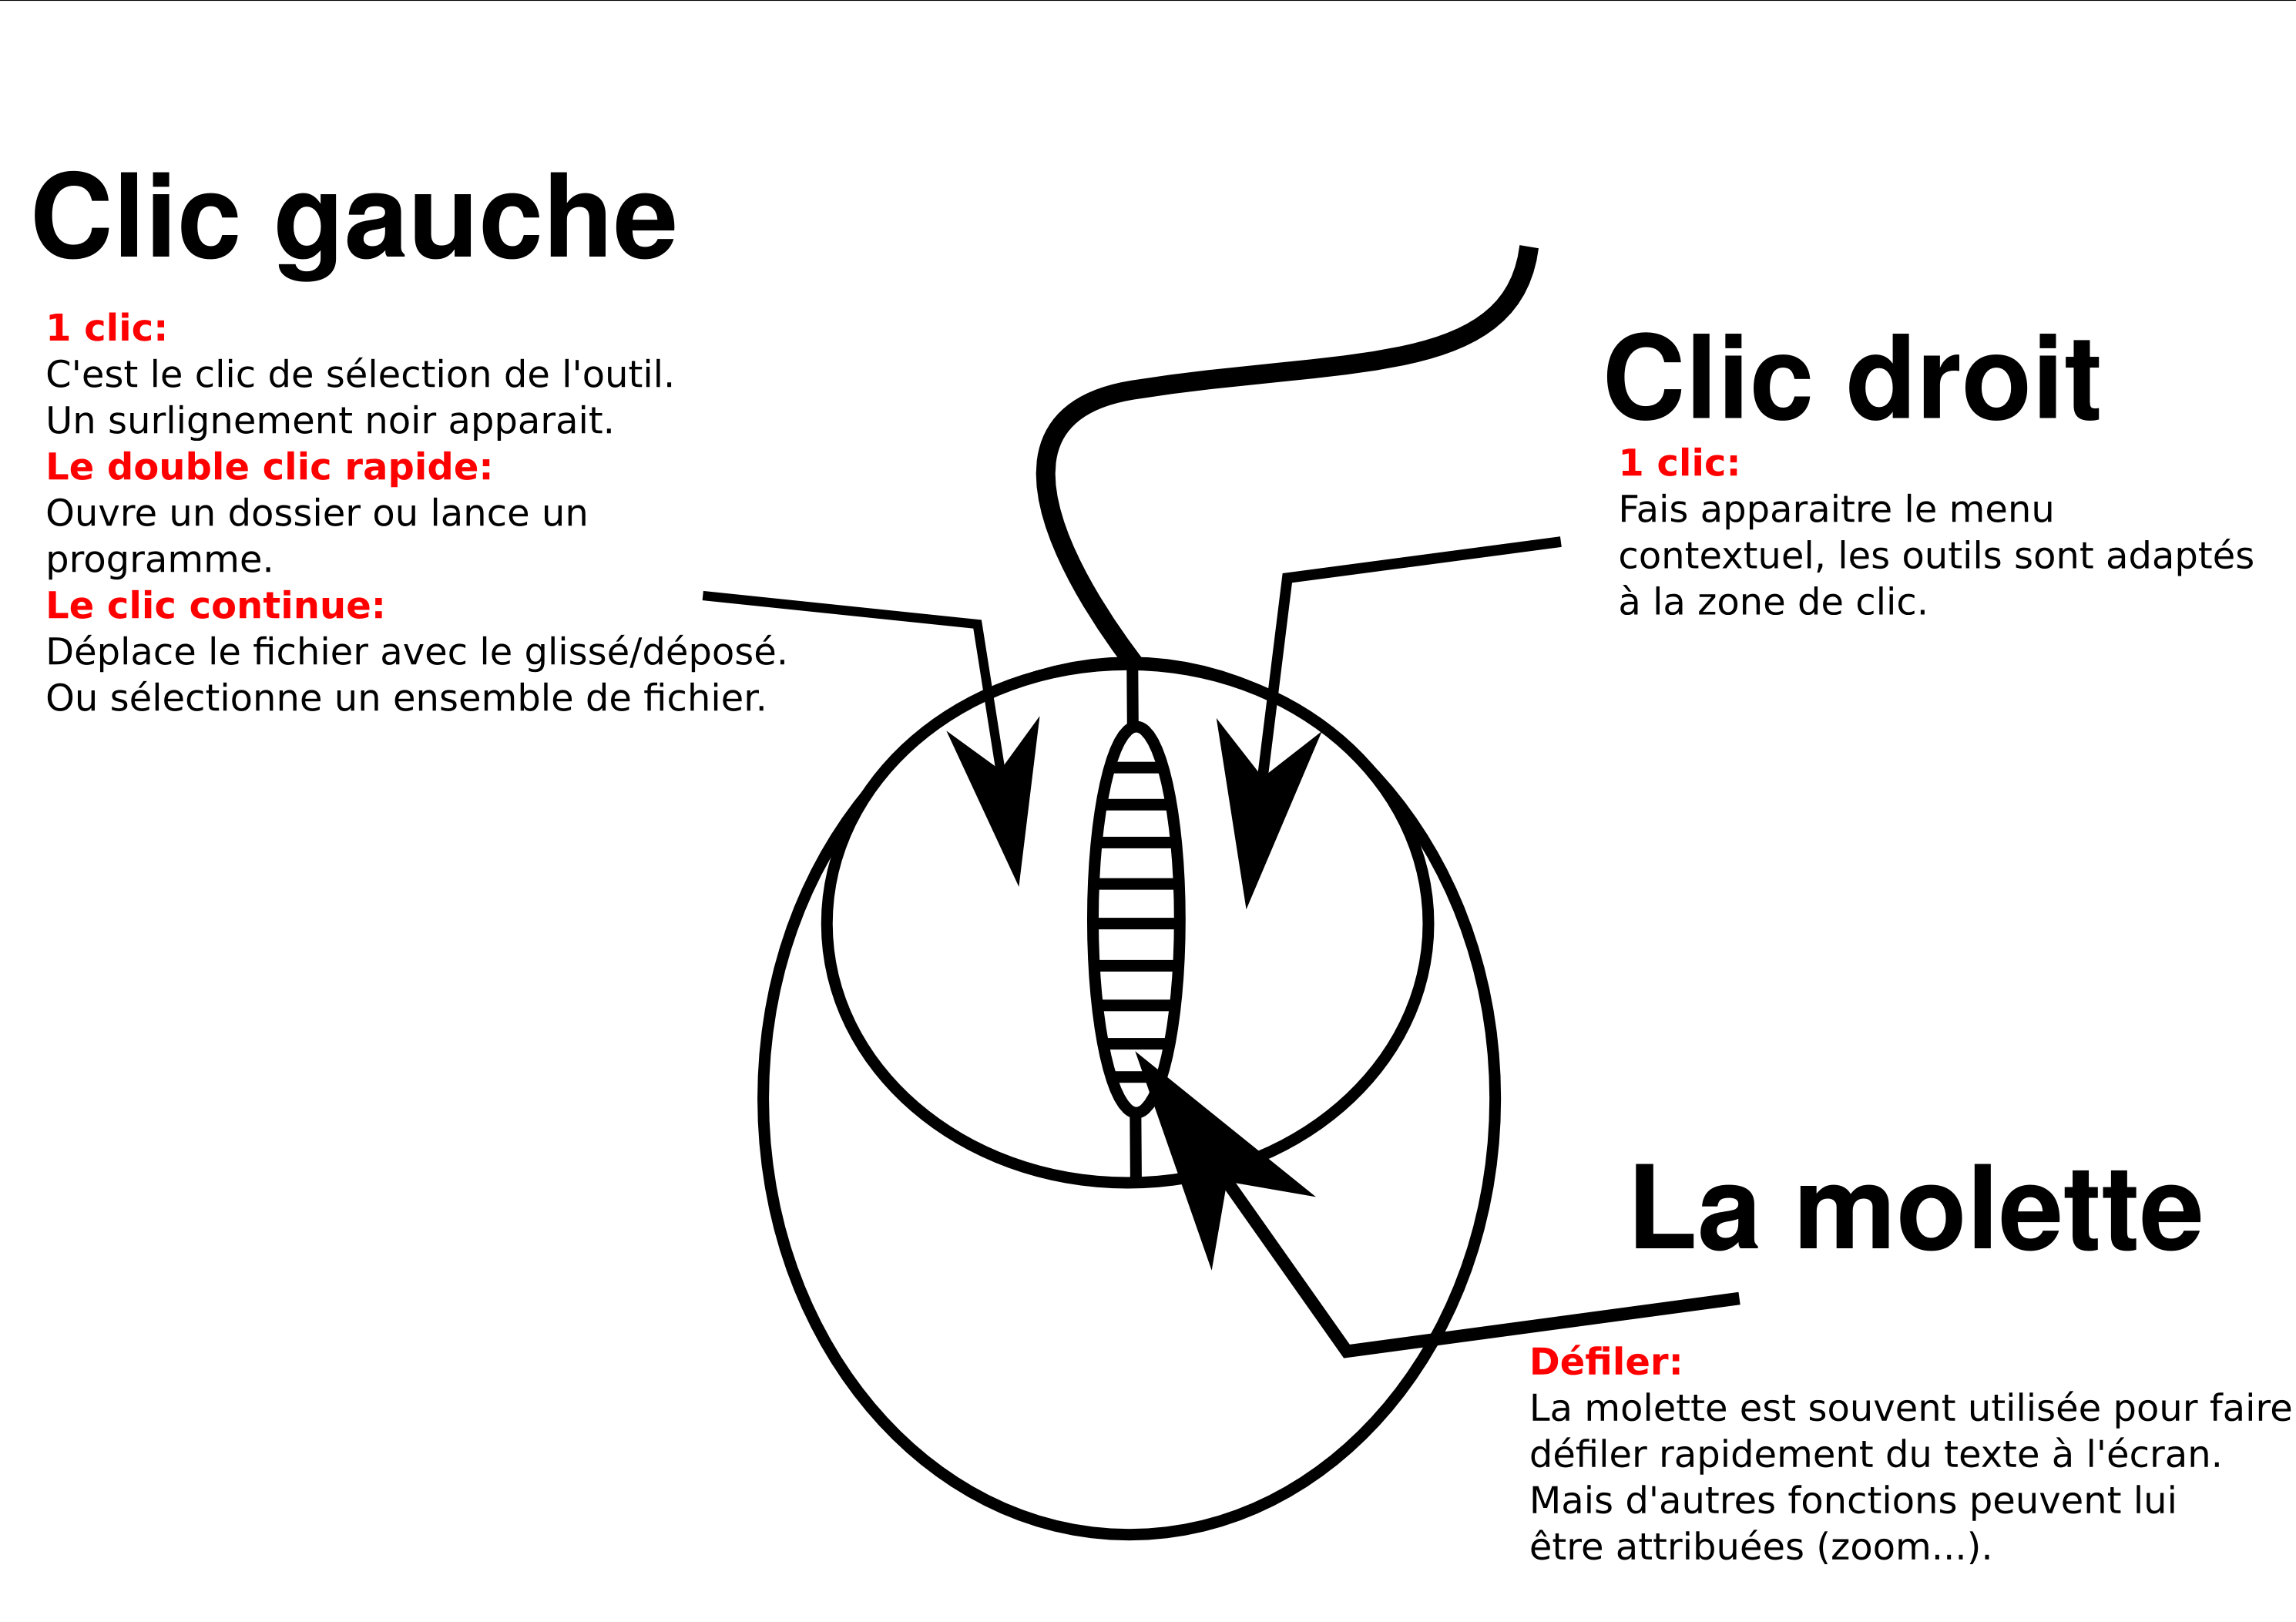 Clic gauche
1 clic:
C'est le clic de sélection de l'outil.
Un surlignement noir apparait.
Le double clic rapide:
Ouvre un dossier ou lance un
programme.
Le clic continue:
Déplace le fichier avec le glissé/déposé.
Ou sélectionne un ensemble de fichier.
Clic droit
1 clic:
Fais apparaitre le menu
contextuel, les outils sont adaptés
à la zone de clic.
La molette
Défiler:
La molette est souvent utilisée pour faire
défiler rapidement du texte à l'écran.
Mais d'autres fonctions peuvent lui
être attribuées (zoom...).